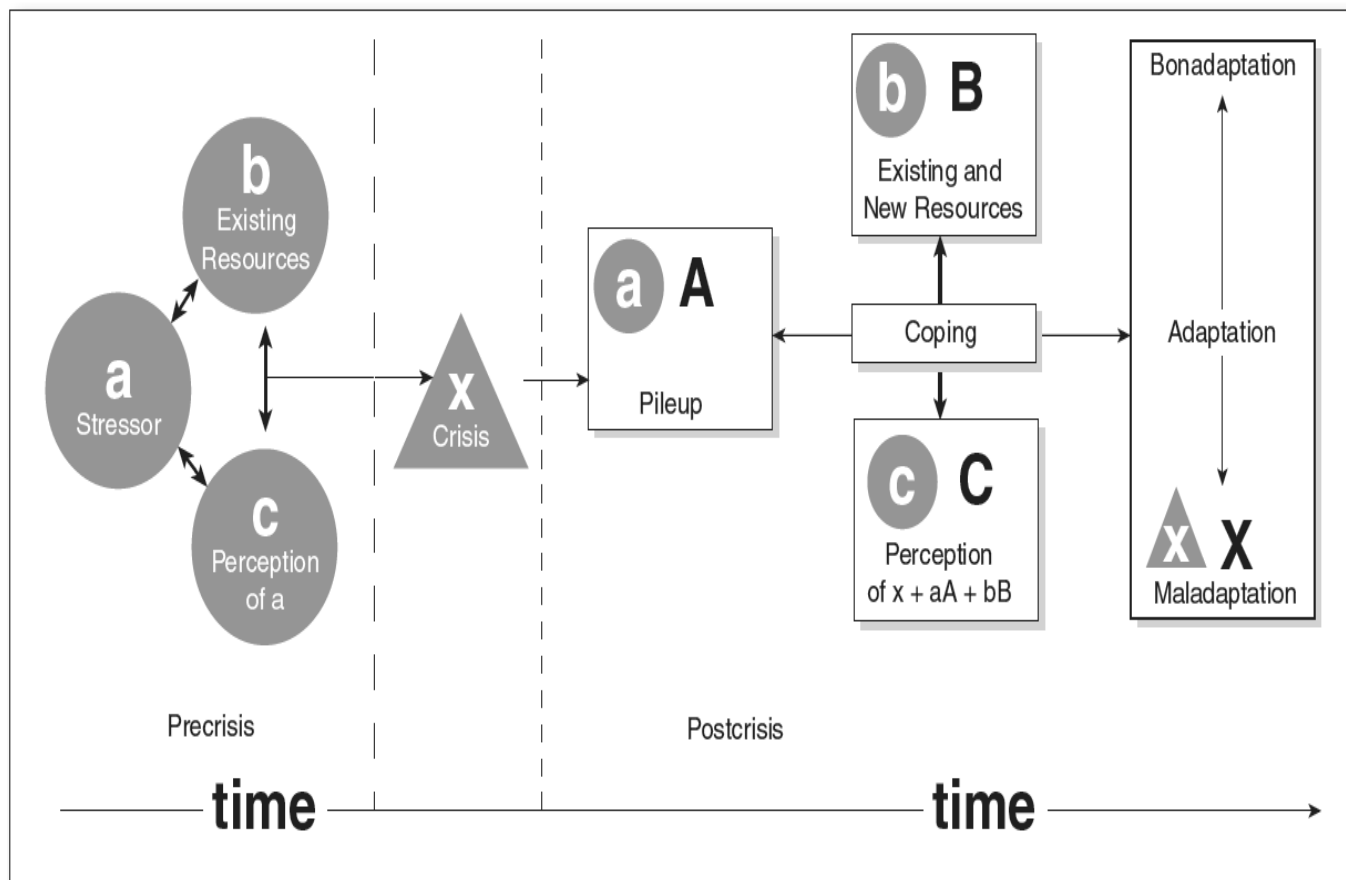 b
Existing
Resources
a
Stressor
c
Perception
of a
x
Crisis
a A
Pileup
b B
Existing and
New Resources
Coping
c C
Perception
of x + aA + bB
Bonadaptation
Adaptation
x X
Maladaptation
Precrisis
Postcrisis
time
time